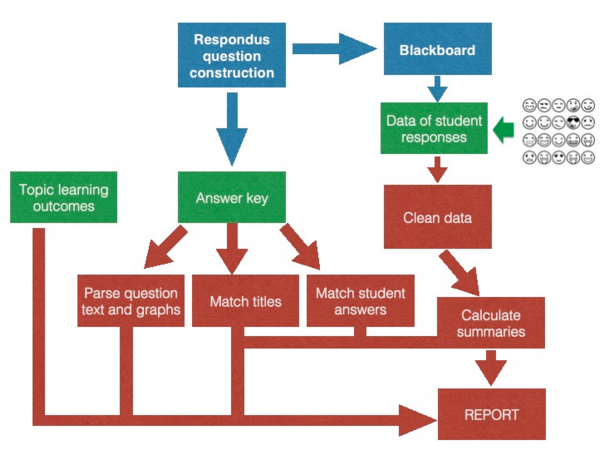 Respondus
question
construction
Blackboard
Data of student
responses
Topic learning
outcomes
Answer key
Clean data
Parse question
text and graphs
Match titles
Match student
answers
Calculate
summaries
REPORT